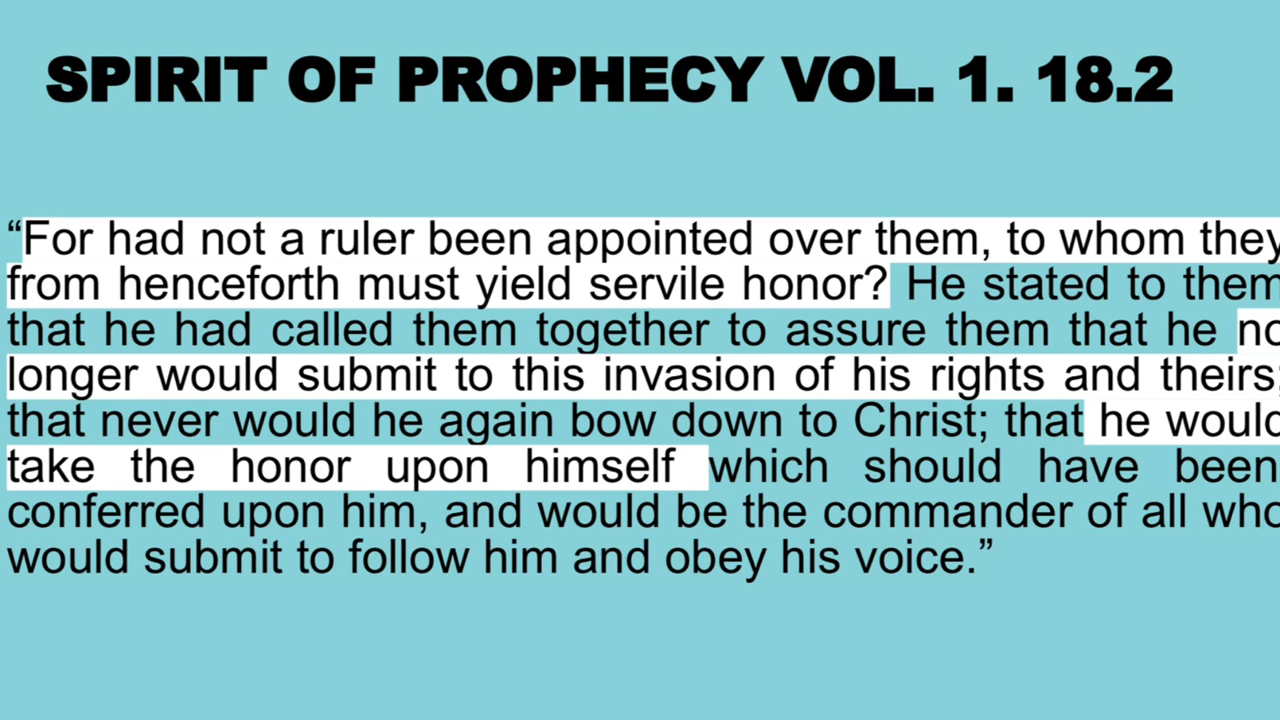 SPIRIT OF PROPHECY VOL. 1. 18.2
“For had not a ruler been appointed over them, to whom they
from henceforth must yield servile honor? He stated to them
that he had called them together to assure them that he no
longer would submit to this invasion of his rights and theirs;
that never would he again bow down to Christ; that he would
take the honor upon himself which should have been
conferred upon him, and would be the commander of all who
would submit to follow him and obey his voice.”